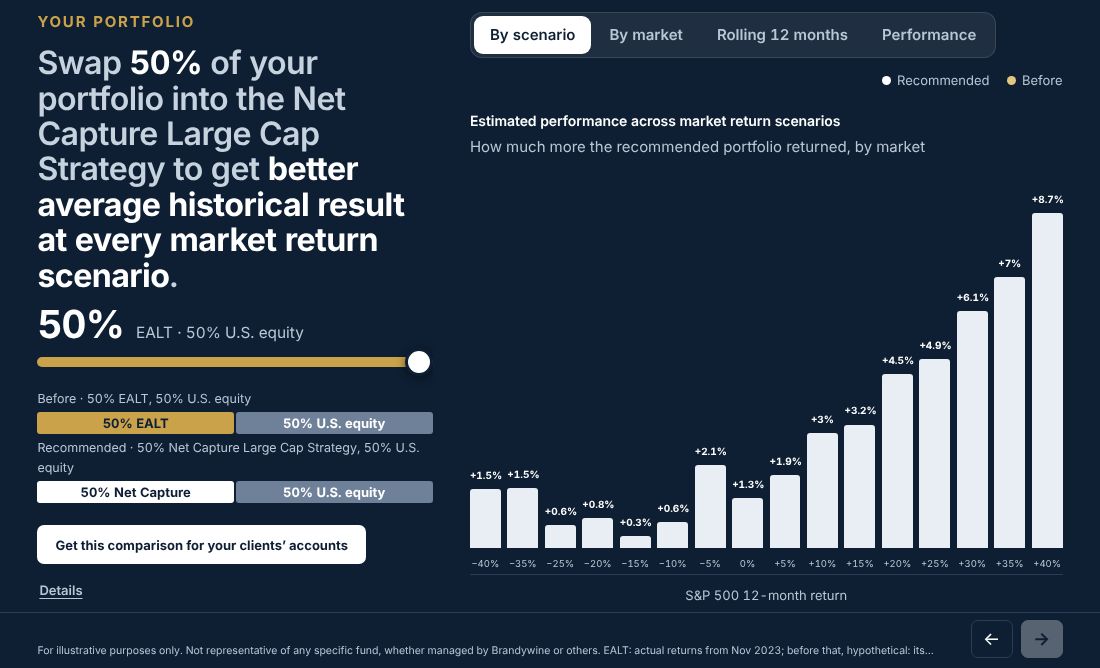 YOUR PORTFOLIO
Swap 50% of your
portfolio into the Net
Capture Large Cap
Strategy to get better
average historical result
at every market return
scenario.
50% EALT · 50% U.S. equity
Before · 50% EALT, 50% U.S. equity
50% EALT 50% U.S. equity
Recommended · 50% Net Capture Large Cap Strategy, 50% U.S.
equity
50% Net Capture 50% U.S. equity
Get this comparison for your clients’ accounts
Details
By scenario By market Rolling 12 months Performance
Recommended Before
Estimated performance across market return scenarios
How much more the recommended portfolio returned, by market
+1.5% +1.5% +0.6% +0.8% +0.3% +0.6% +2.1% +1.3% +1.9% +3% +3.2% +4.5% +4.9% +6.1% +7% +8.7%
−40% −35% −25% −20% −15% −10% −5% 0% +5% +10% +15% +20% +25% +30% +35% +40%
S&P 500 12-month return
For illustrative purposes only. Not representative of any specific fund, whether managed by Brandywine or others. EALT: actual returns from Nov 2023; before that, hypothetical: its…
← →